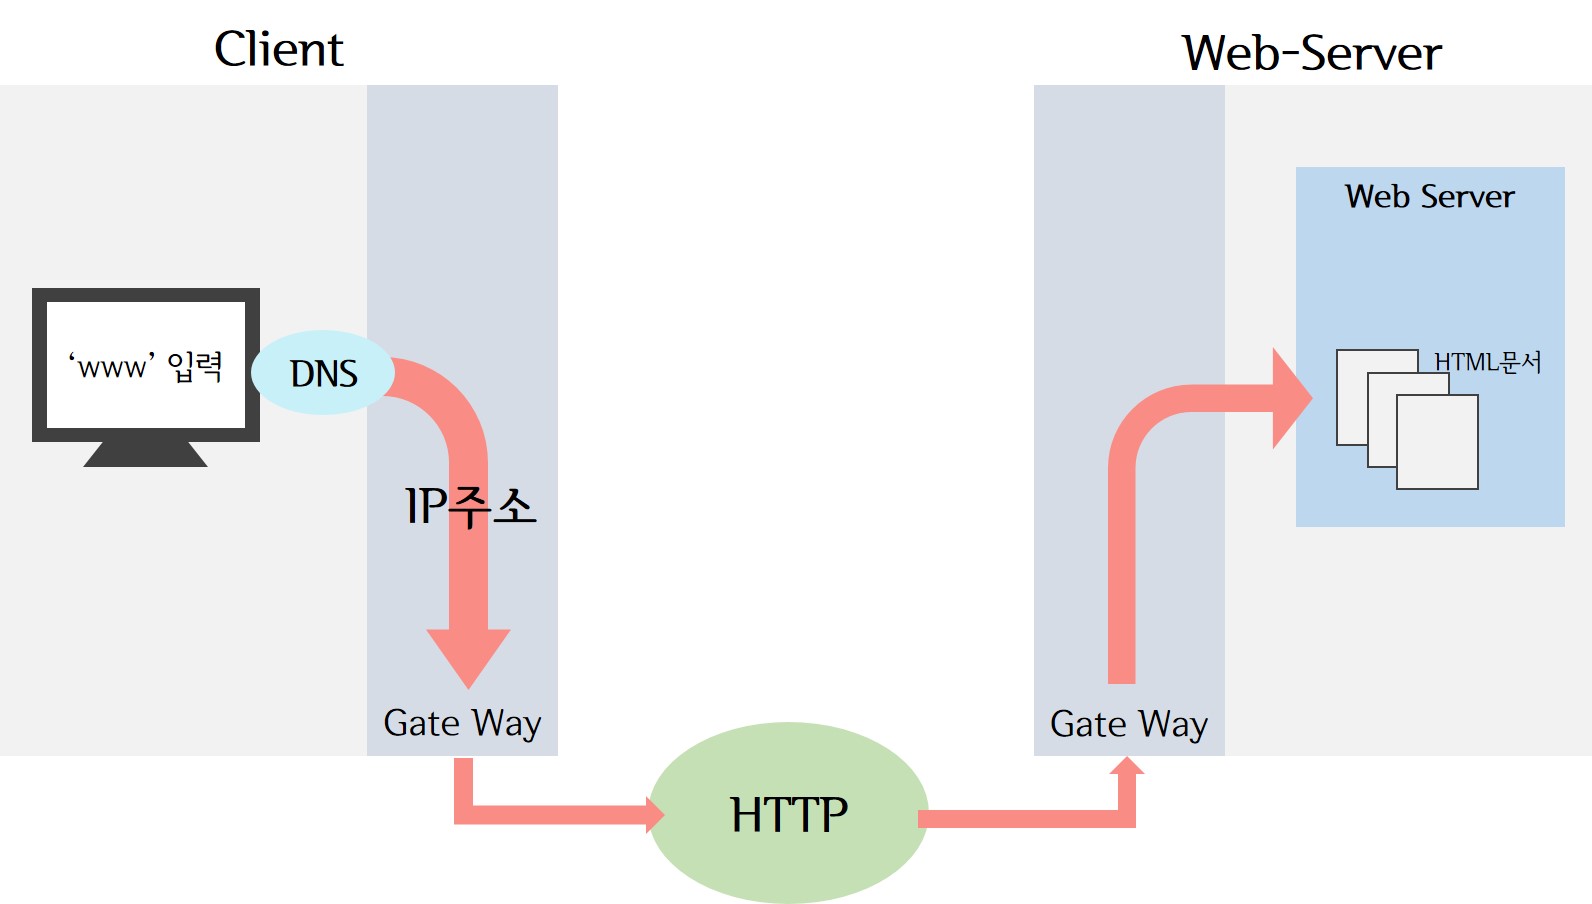 Client
Web-Server
Web Server
‘www’ 입력
DNS
HTML문서
IP주소
Gate Way
Gate Way
HTTP